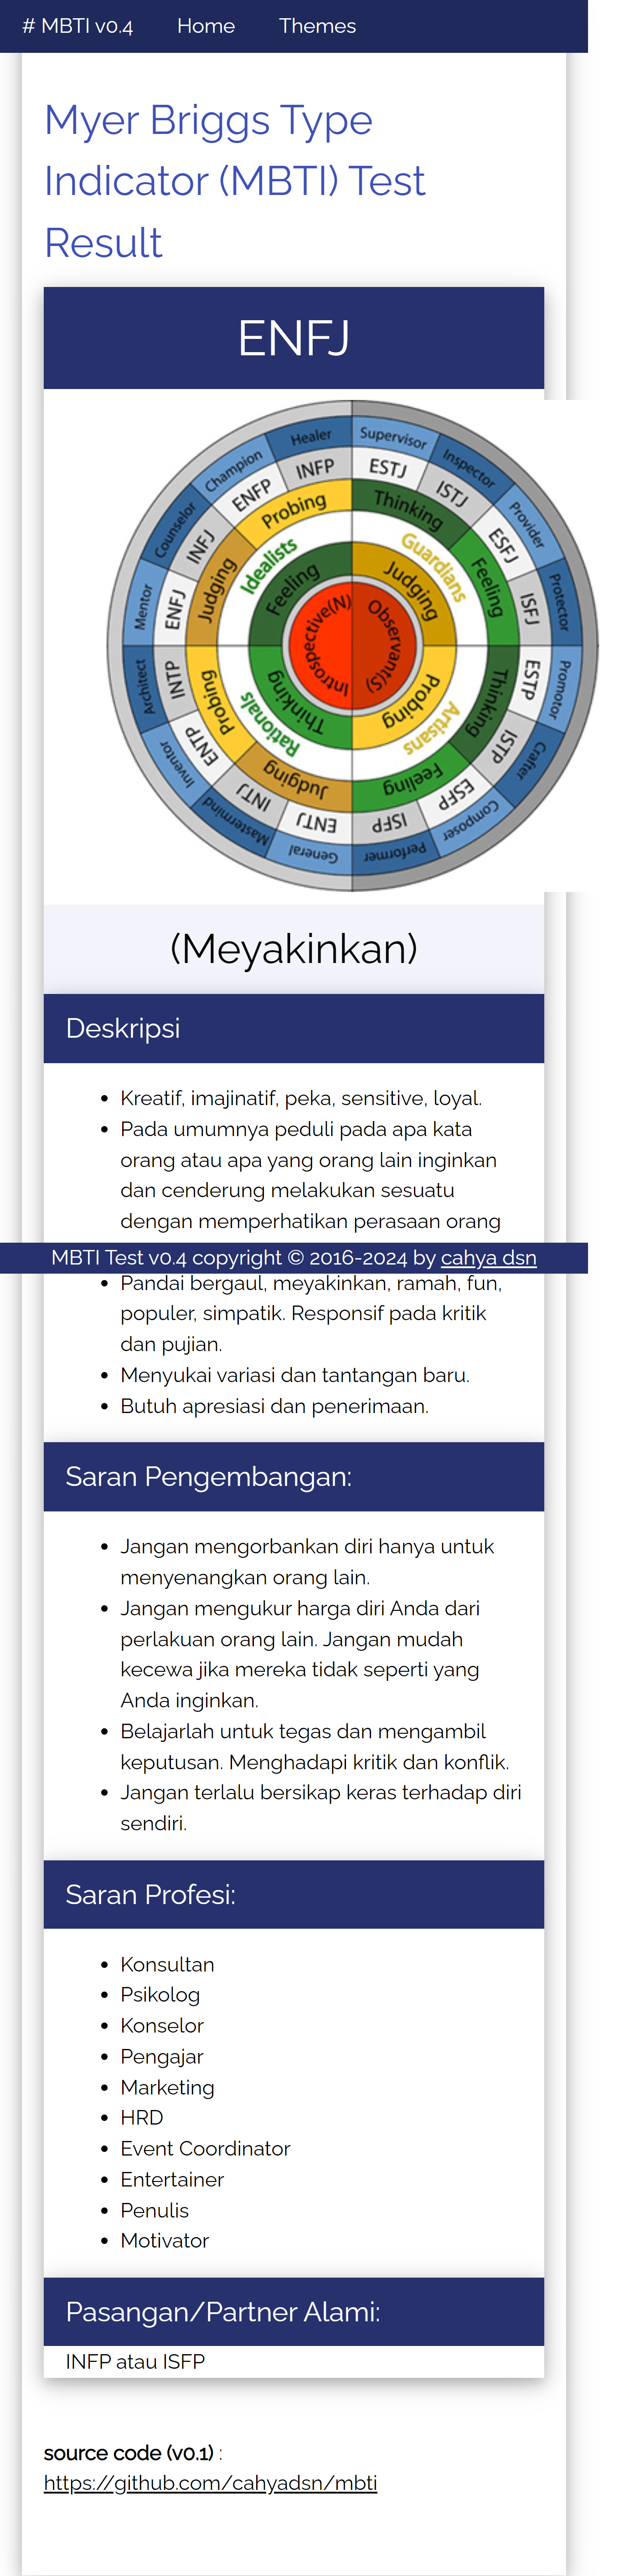 # MBTI v0.4 Home Themes
Myer Briggs Type
Indicator (MBTI) Test
Result
ENFJ
Healer
Supervisor
Champion
Inspector
INFP
ESTJ
ENFP
ISTJ
Counselor
Provider
Probing
Thinking
INFJ
ESFJ
Idealists
Guardians
Judging
Feeling
Feeling
Judging
Mentor
Protector
ENFJ
ISFJ
Introspective(N)
Observant(S)
Architect
Promotor
INTP
ESTP
Probing
Thinking
Thinking
Probing
Rationals
Artisans
Inventor
Crafter
ENTP
ISTP
Judging
Feeling
INTJ
ESFP
Mastermind
Composer
ENTJ
ISFP
General
Performer
(Meyakinkan)
Deskripsi
• Kreatif, imajinatif, peka, sensitive, loyal.
• Pada umumnya peduli pada apa kata
orang atau apa yang orang lain inginkan
dan cenderung melakukan sesuatu
dengan memperhatikan perasaan orang
MBTI Test v0.4 copyright © 2016-2024 by cahya dsn
• Pandai bergaul, meyakinkan, ramah, fun,
populer, simpatik. Responsif pada kritik
dan pujian.
• Menyukai variasi dan tantangan baru.
• Butuh apresiasi dan penerimaan.
Saran Pengembangan:
• Jangan mengorbankan diri hanya untuk
menyenangkan orang lain.
• Jangan mengukur harga diri Anda dari
perlakuan orang lain. Jangan mudah
kecewa jika mereka tidak seperti yang
Anda inginkan.
• Belajarlah untuk tegas dan mengambil
keputusan. Menghadapi kritik dan konflik.
• Jangan terlalu bersikap keras terhadap diri
sendiri.
Saran Profesi:
• Konsultan
• Psikolog
• Konselor
• Pengajar
• Marketing
• HRD
• Event Coordinator
• Entertainer
• Penulis
• Motivator
Pasangan/Partner Alami:
INFP atau ISFP
source code (v0.1) :
https://github.com/cahyadsn/mbti